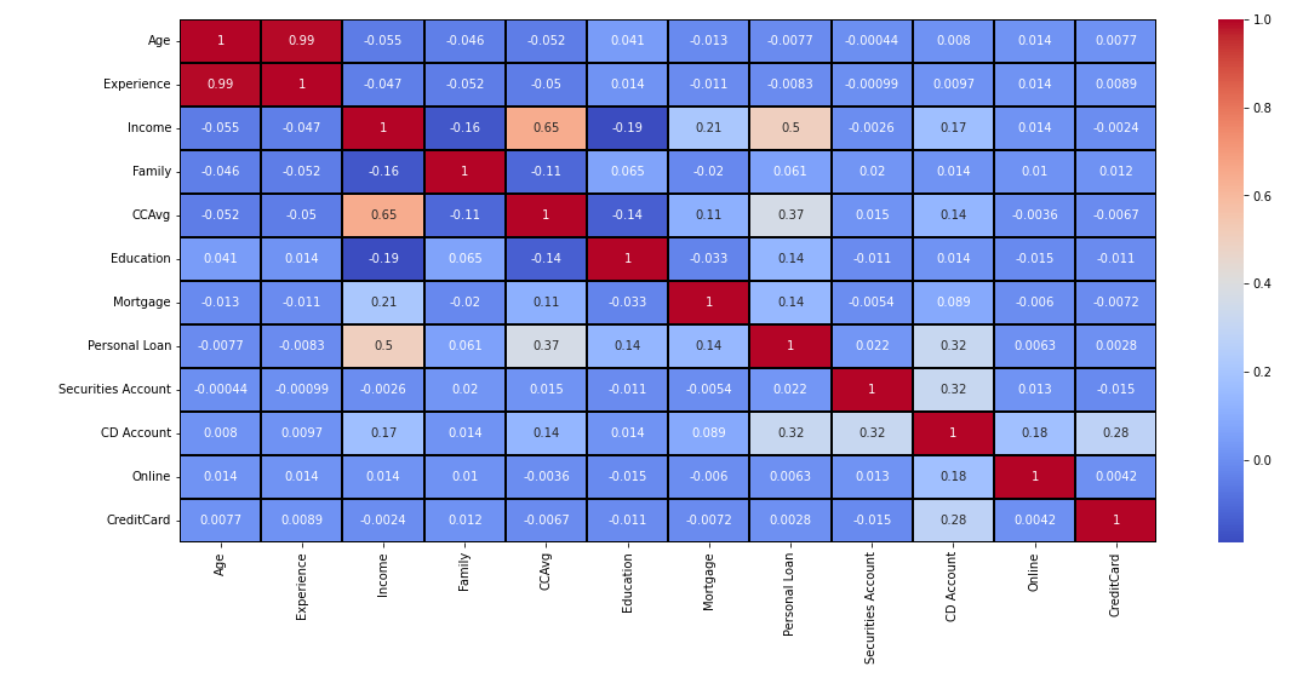 Age 1 0.99 -0.055 -0.046 -0.052 0.041 -0.013 -0.0077 -0.00044 0.008 0.014 0.0077
Experience 0.99 1 -0.047 -0.052 -0.05 0.014 -0.011 -0.0083 -0.00099 0.0097 0.014 0.0089
Income -0.055 -0.047 1 -0.16 0.65 -0.19 0.21 0.5 -0.0026 0.17 0.014 -0.0024
Family -0.046 -0.052 -0.16 1 -0.11 0.065 -0.02 0.061 0.02 0.014 0.01 0.012
CCAvg -0.052 -0.05 0.65 -0.11 1 -0.14 0.11 0.37 0.015 0.14 -0.0036 -0.0067
Education 0.041 0.014 -0.19 0.065 -0.14 1 -0.033 0.14 -0.011 0.014 -0.015 -0.011
Mortgage -0.013 -0.011 0.21 -0.02 0.11 -0.033 1 0.14 -0.0054 0.089 -0.006 -0.0072
Personal Loan -0.0077 -0.0083 0.5 0.061 0.37 0.14 0.14 1 0.022 0.32 0.0063 0.0028
Securities Account -0.00044 -0.00099 -0.0026 0.02 0.015 -0.011 -0.0054 0.022 1 0.32 0.013 -0.015
CD Account 0.008 0.0097 0.17 0.014 0.14 0.014 0.089 0.32 0.32 1 0.18 0.28
Online 0.014 0.014 0.014 0.01 -0.0036 -0.015 -0.006 0.0063 0.013 0.18 1 0.0042
CreditCard 0.0077 0.0089 -0.0024 0.012 -0.0067 -0.011 -0.0072 0.0028 -0.015 0.28 0.0042 1
Age
Experience
Income
Family
CCAvg
Education
Mortgage
Personal Loan
Securities Account
CD Account
Online
CreditCard
1.0
0.8
0.6
0.4
0.2
0.0